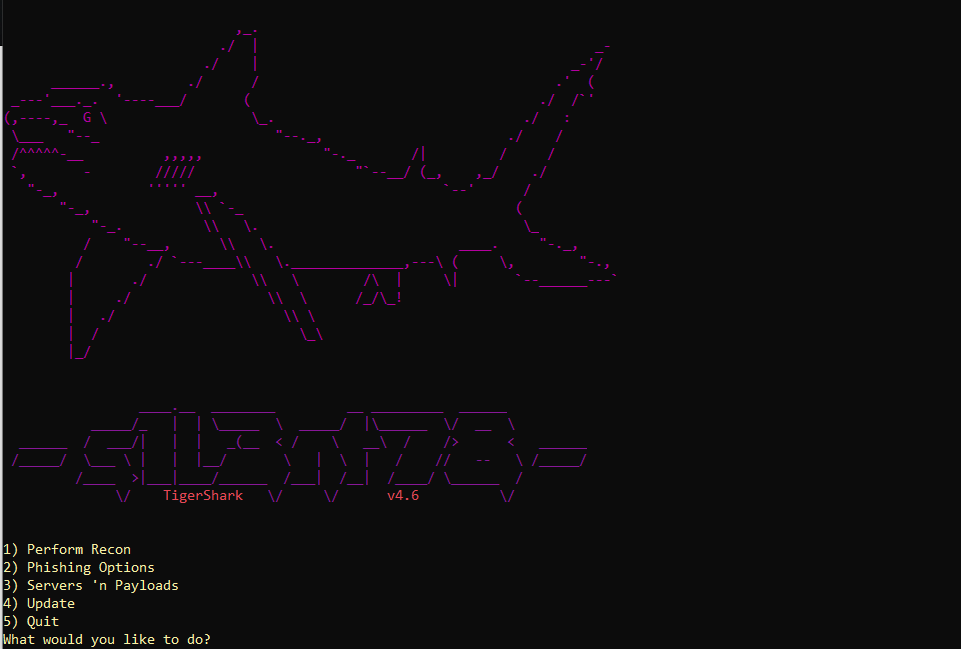 TigerShark v4.6
1) Perform Recon
2) Phishing Options
3) Servers 'n Payloads
4) Update
5) Quit
What would you like to do?